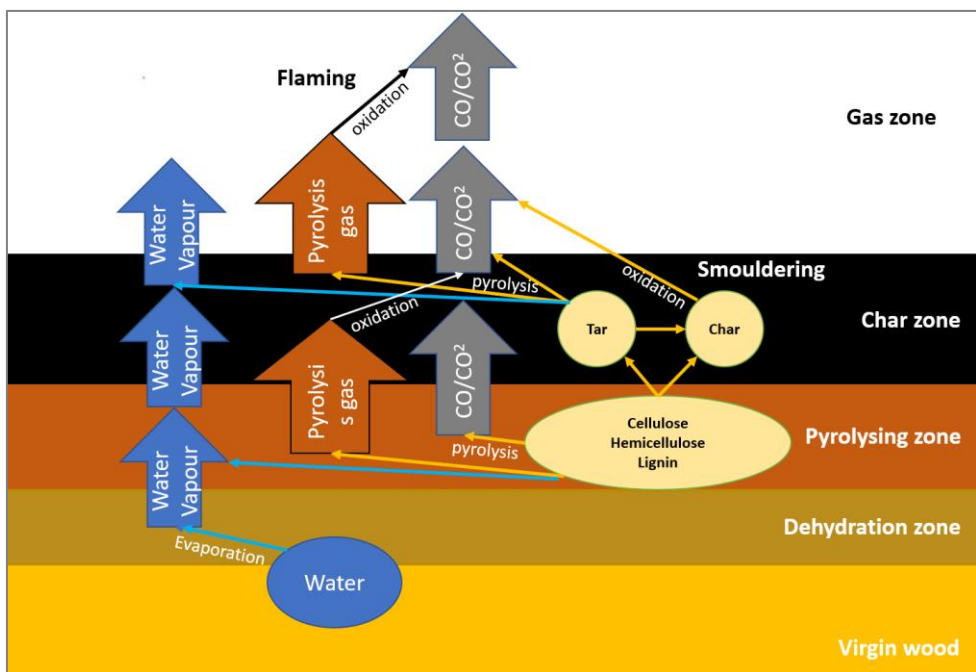 Flaming
oxidation
CO/CO²
Gas zone
Water
Vapour
Pyrolysis
gas
CO/CO²
Smouldering
oxidation
pyrolysis
oxidation
Tar
Char
Char zone
Water
Vapour
Pyrolysi
s gas
CO/CO²
Cellulose
Hemicellulose
Lignin
pyrolysis
Pyrolysing zone
Water
Vapour
Dehydration zone
Evaporation
Water
Virgin wood